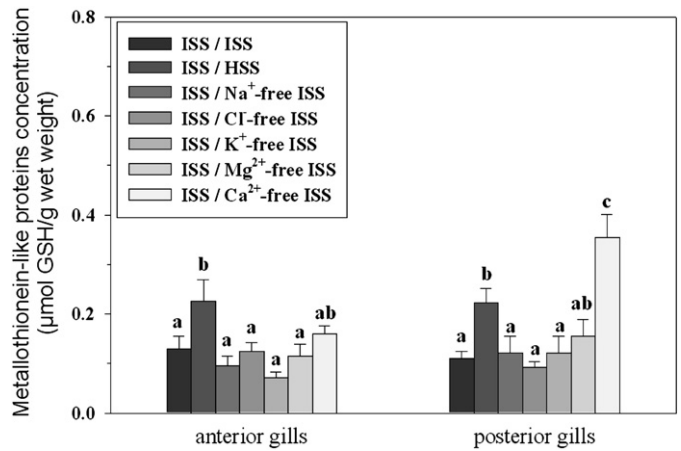 Metallothionein-like proteins concentration
(µmol GSH/g wet weight)
0.8
0.6
0.4
0.2
0.0
ISS / ISS
ISS / HSS
ISS / Na⁺-free ISS
ISS / Cl⁻-free ISS
ISS / K⁺-free ISS
ISS / Mg²⁺-free ISS
ISS / Ca²⁺-free ISS
a b a a a a ab
a b a a a ab c
anterior gills posterior gills